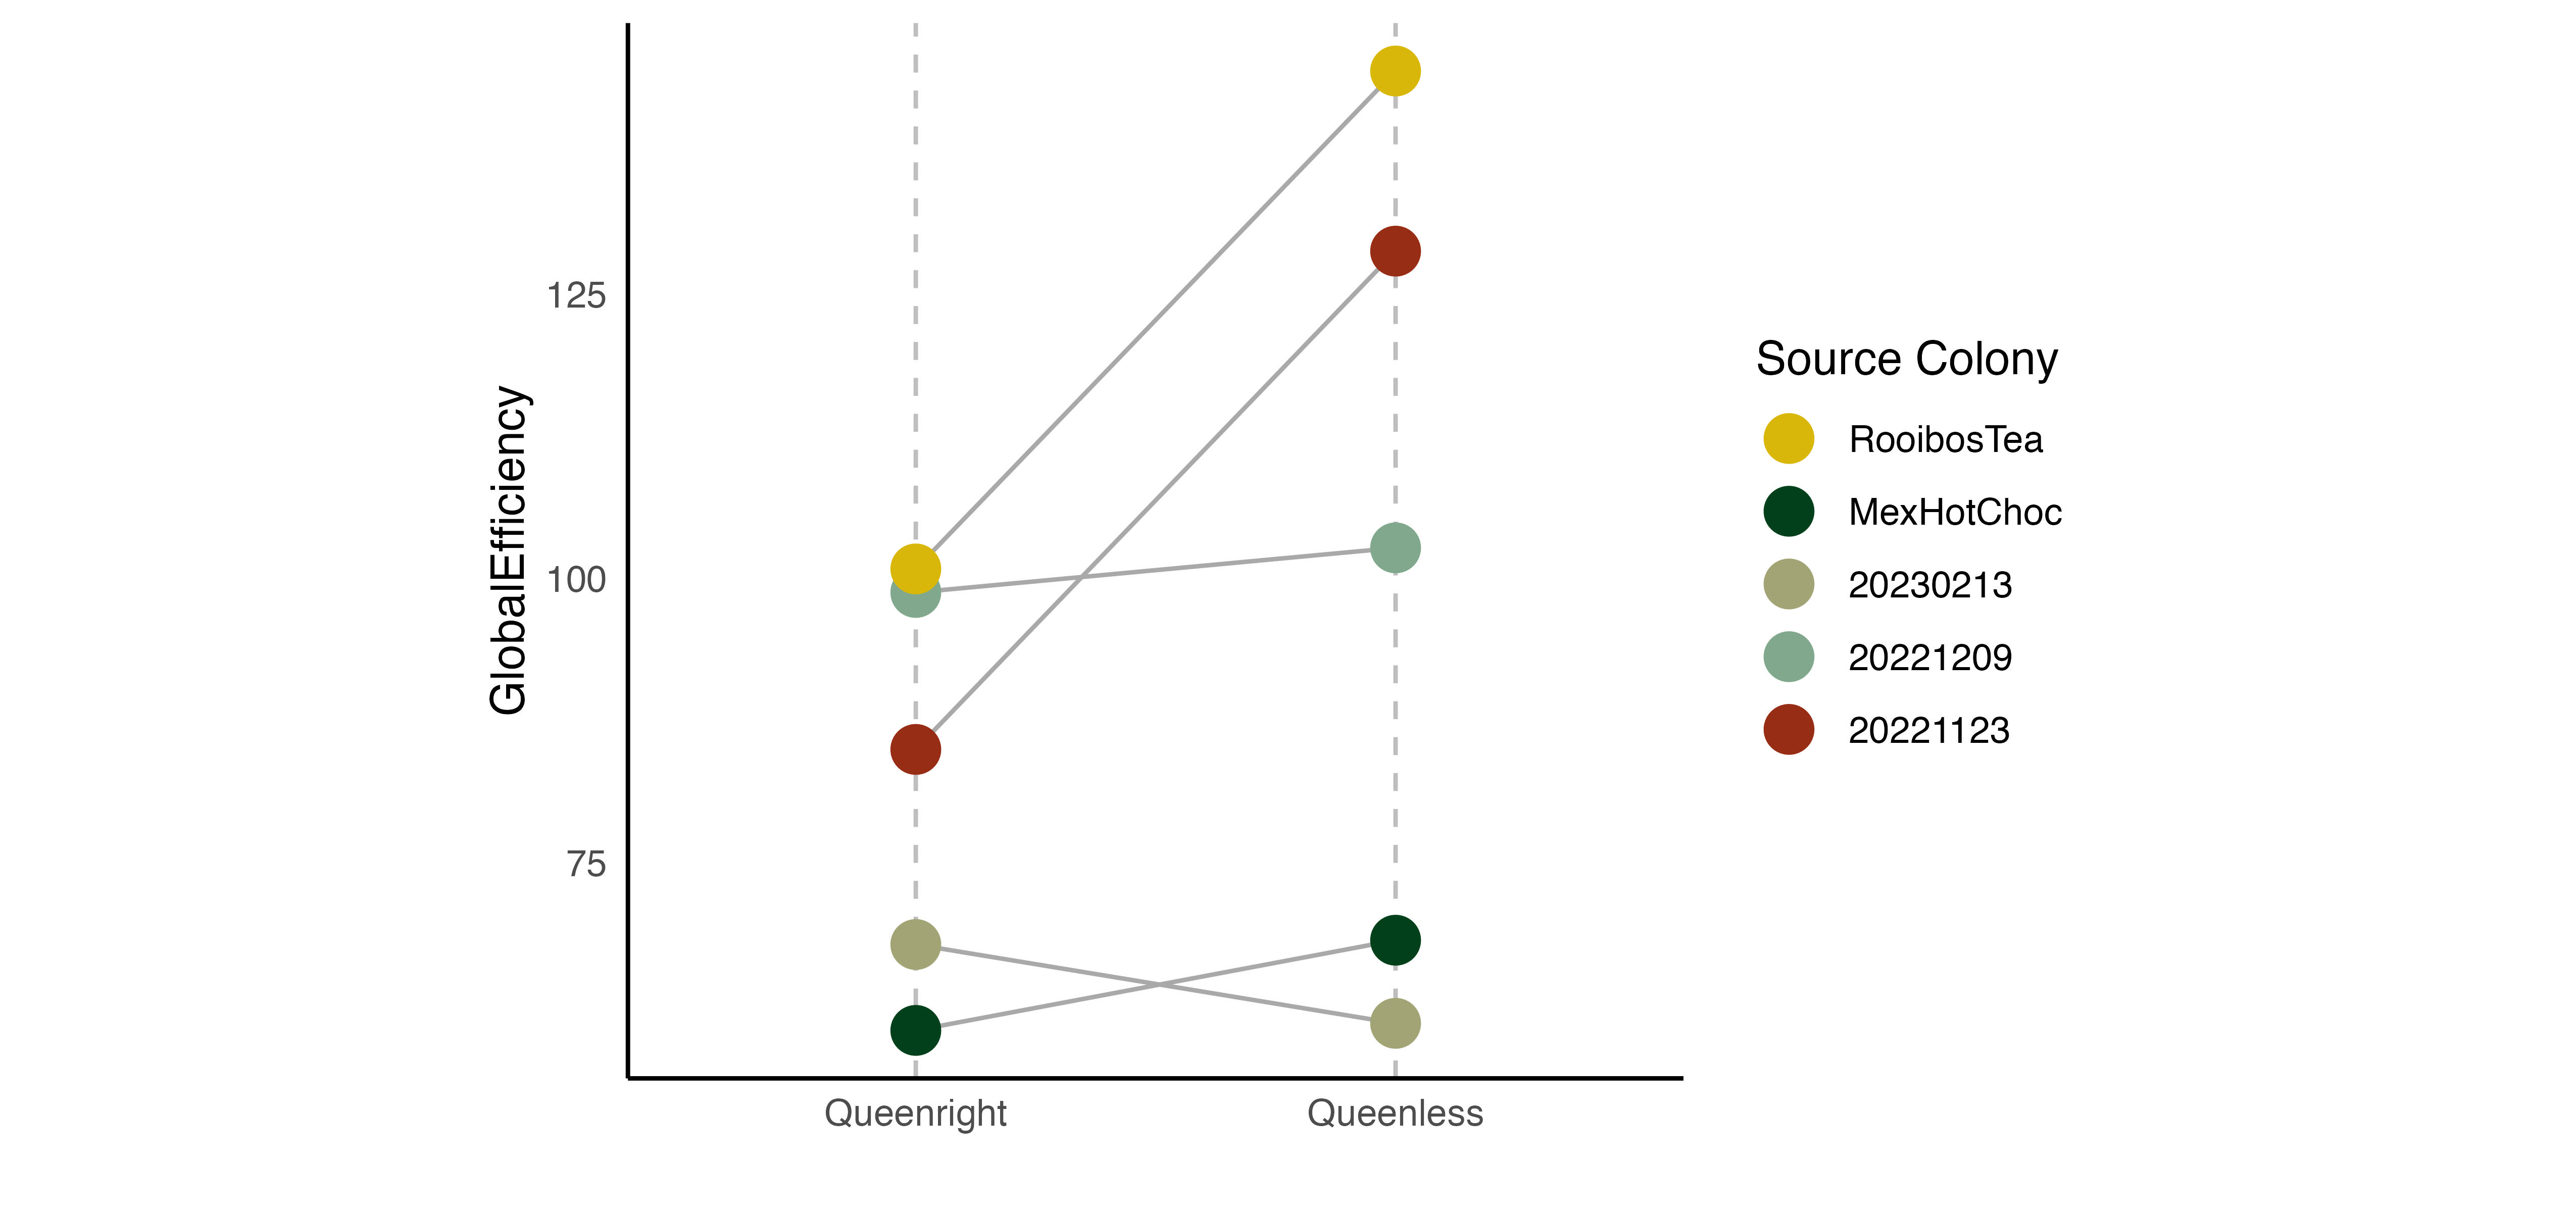 GlobalEfficiency
125
100
75
Queenright
Queenless
Source Colony
RooibosTea
MexHotChoc
20230213
20221209
20221123